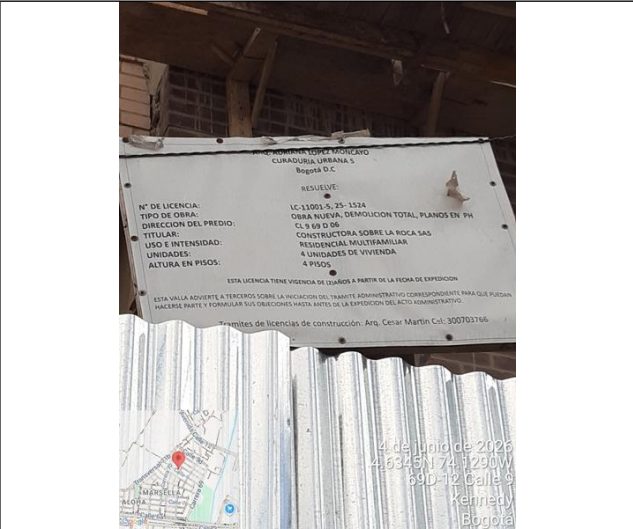 ARQ. ADRIANA LOPEZ MONCAYO
CURADURIA URBANA 5
Bogotá D.C
RESUELVE:
N° DE LICENCIA: LC-11001-5, 25- 1524
TIPO DE OBRA: OBRA NUEVA, DEMOLICION TOTAL, PLANOS EN PH
DIRECCION DEL PREDIO: CL 9 69 D 06
TITULAR: CONSTRUCTORA SOBRE LA ROCA SAS
USO E INTENSIDAD: RESIDENCIAL MULTIFAMILIAR
UNIDADES: 4 UNIDADES DE VIVIENDA
ALTURA EN PISOS: 4 PISOS
ESTA LICENCIA TIENE VIGENCIA DE (2)AÑOS A PARTIR DE LA FECHA DE EXPEDICION
ESTA VALLA ADVIERTE A TERCEROS SOBRE LA INICIACION DEL TRAMITE ADMINISTRATIVO CORRESPONDIENTE PARA QUE PUEDAN
HACERSE PARTE Y FORMULAR SUS OBJECIONES HASTA ANTES DE LA EXPEDICION DEL ACTO ADMINISTRATIVO.
Tramites de licencias de construcción: Arq. Cesar Martin Cel: 300703766
MARSELLA
ALOHA
Google
4 de junio de 2026
4,6345N 74,1290W
69D-12 Calle 9
Kennedy
Bogotá